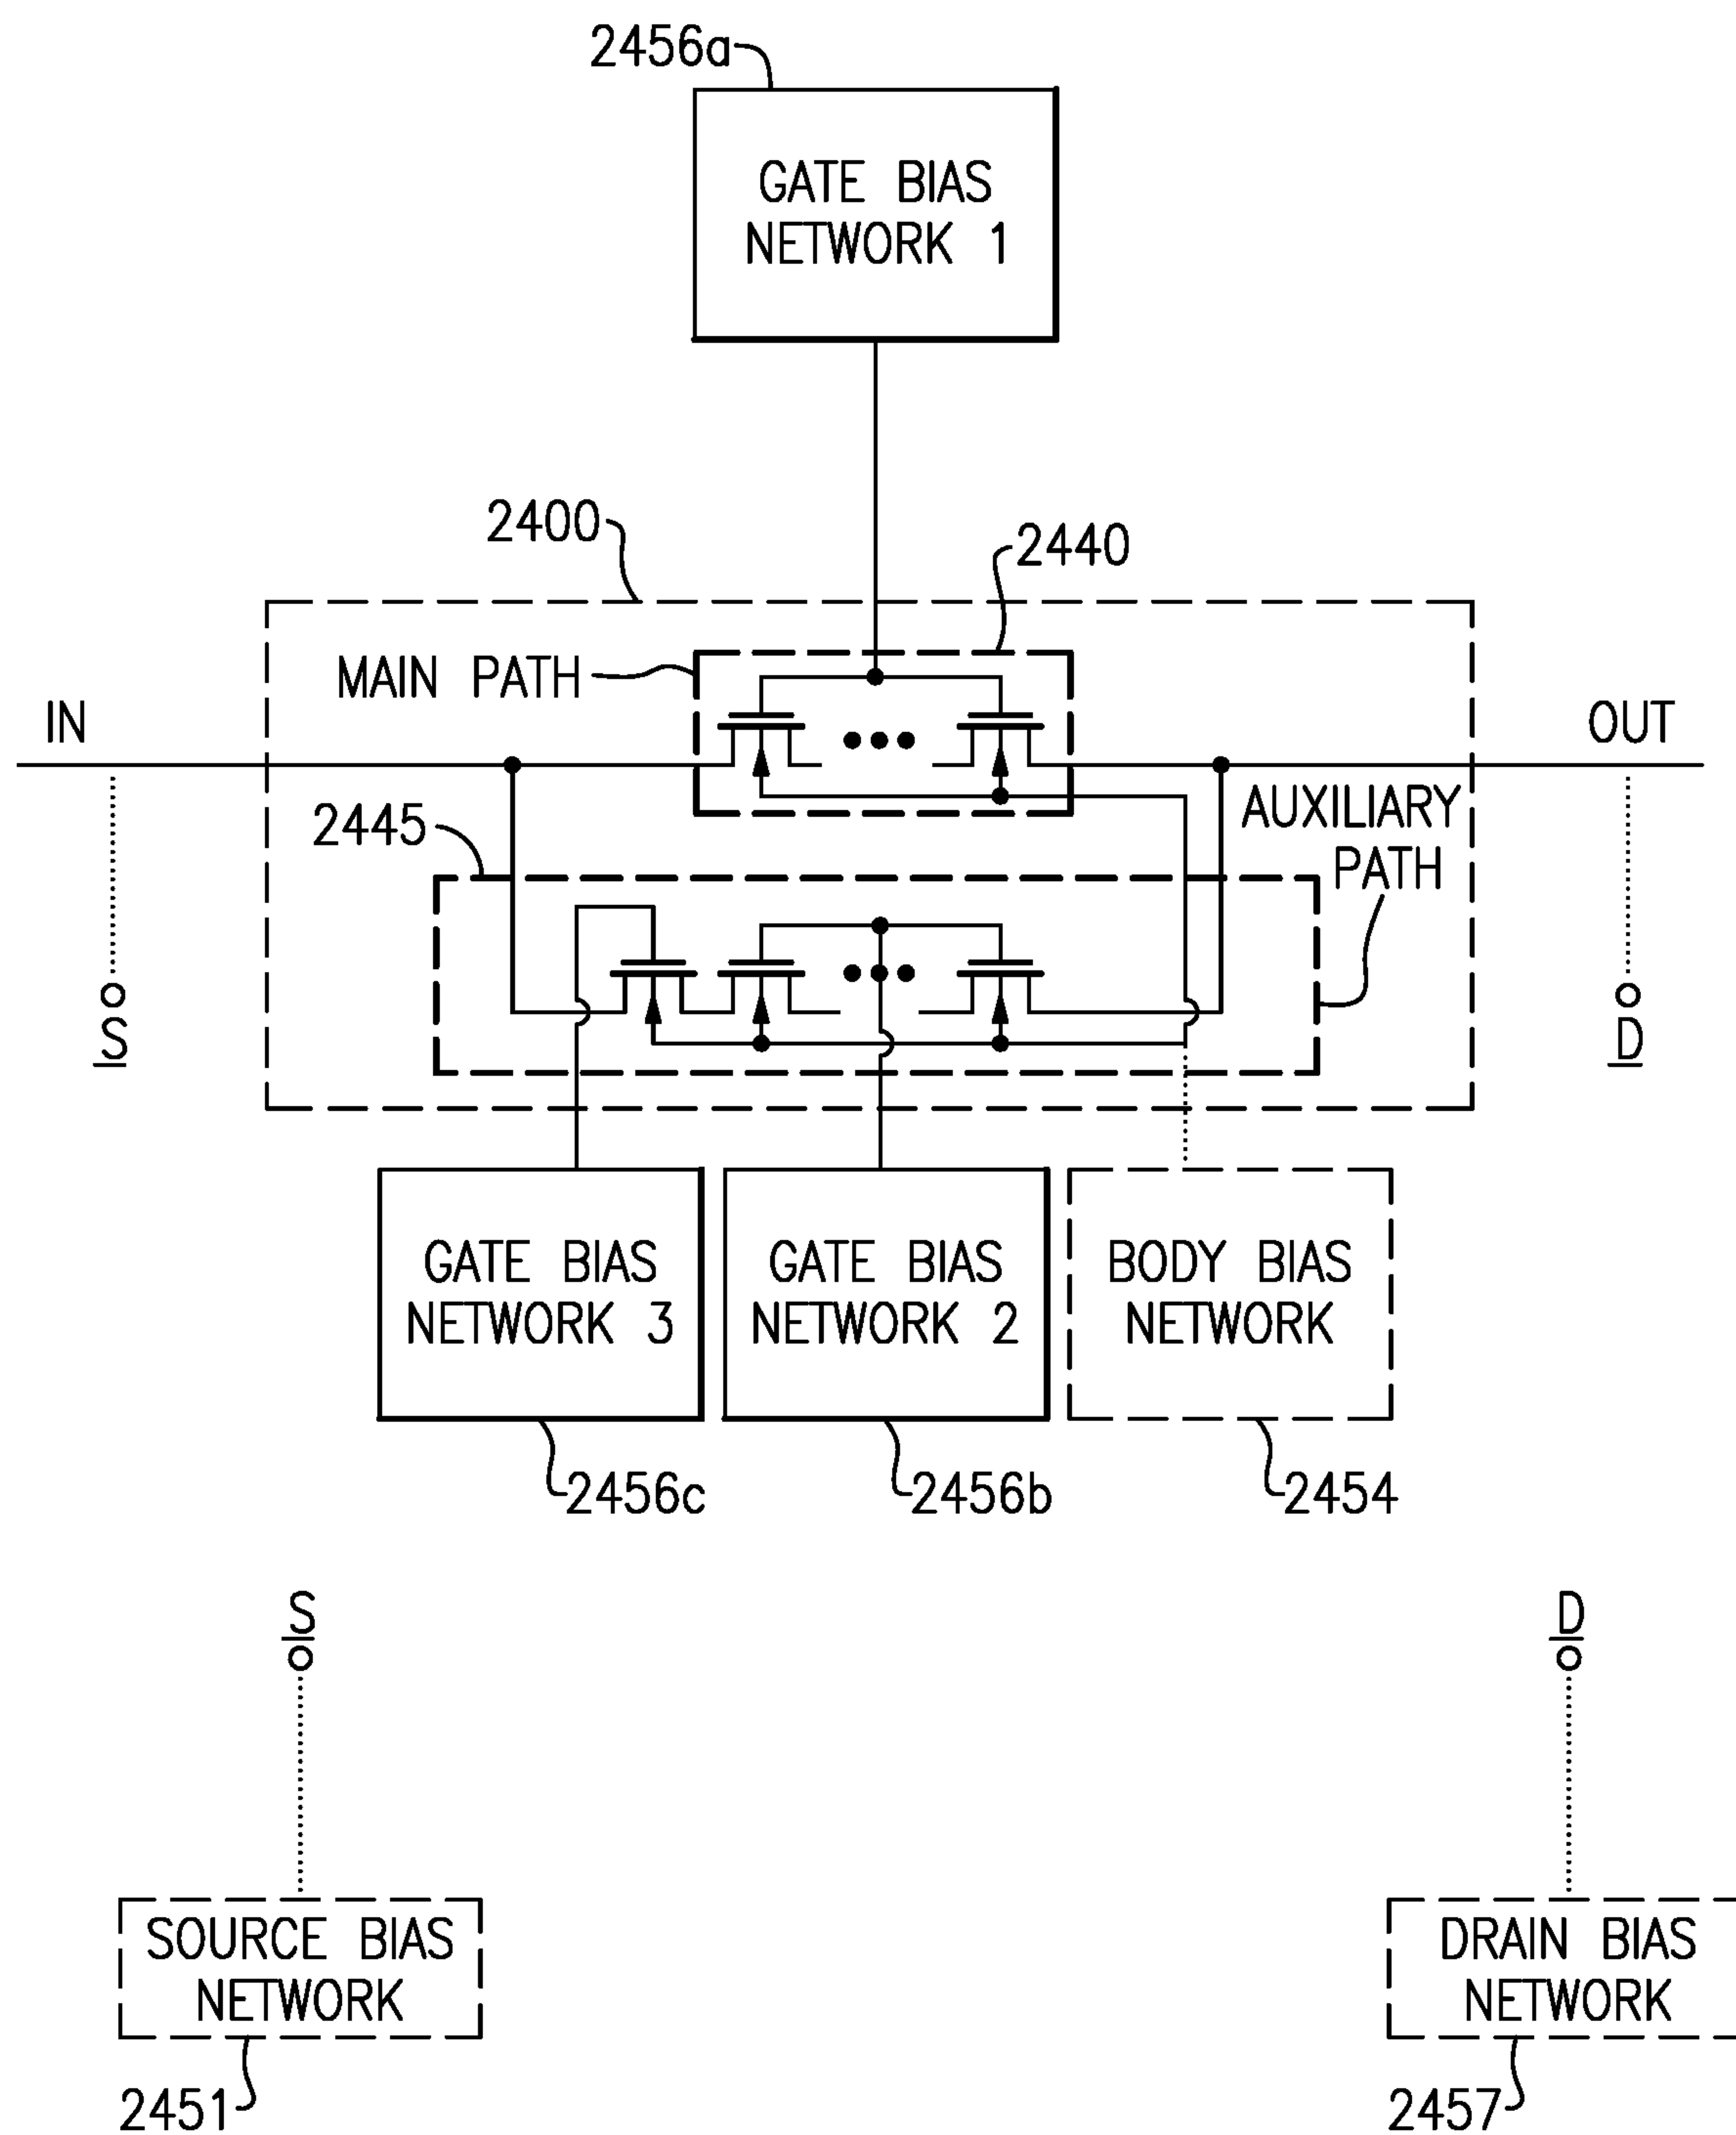 2456a
GATE BIAS
NETWORK 1
2400
2440
MAIN PATH
IN
OUT
2445
AUXILIARY
PATH
S
D
GATE BIAS
NETWORK 3
GATE BIAS
NETWORK 2
BODY BIAS
NETWORK
2456c
2456b
2454
S
D
SOURCE BIAS
NETWORK
DRAIN BIAS
NETWORK
2451
2457